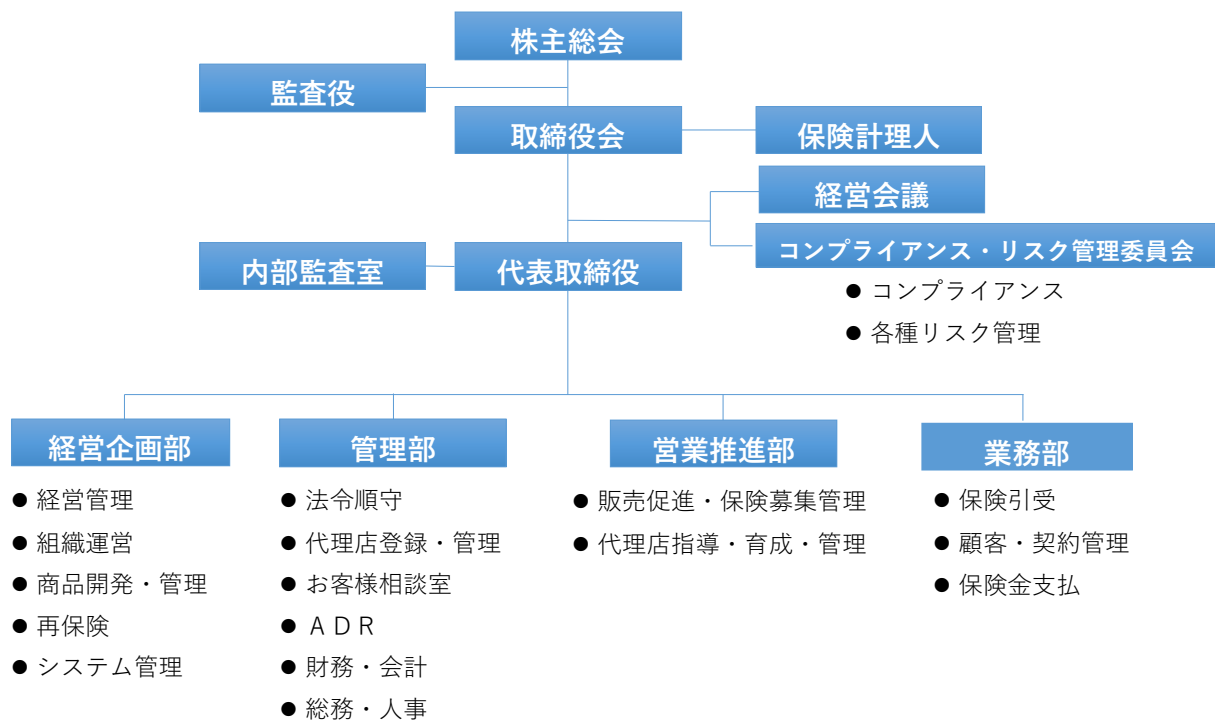 株主総会
監査役
取締役会
保険計理人
経営会議
コンプライアンス・リスク管理委員会
内部監査室
代表取締役
● コンプライアンス
● 各種リスク管理
経営企画部
● 経営管理
● 組織運営
● 商品開発・管理
● 再保険
● システム管理
管理部
● 法令順守
● 代理店登録・管理
● お客様相談室
● ＡＤＲ
● 財務・会計
● 総務・人事
営業推進部
● 販売促進・保険募集管理
● 代理店指導・育成・管理
業務部
● 保険引受
● 顧客・契約管理
● 保険金支払